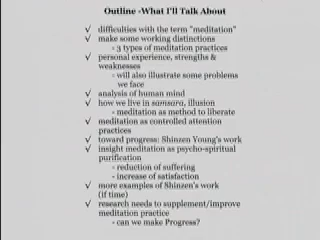 Outline -What I'll Talk About
√ difficulties with the term "meditation"
√ make some working distinctions
- 3 types of meditation practices
√ personal experience, strengths &
weaknesses
- will also illustrate some problems
we face
√ analysis of human mind
√ how we live in samsara, illusion
- meditation as method to liberate
√ meditation as controlled attention
practices
√ toward progress: Shinzen Young's work
√ insight meditation as psycho-spiritual
purification
- reduction of suffering
- increase of satisfaction
√ more examples of Shinzen's work
(if time)
√ research needs to supplement/improve
meditation practice
- can we make Progress?